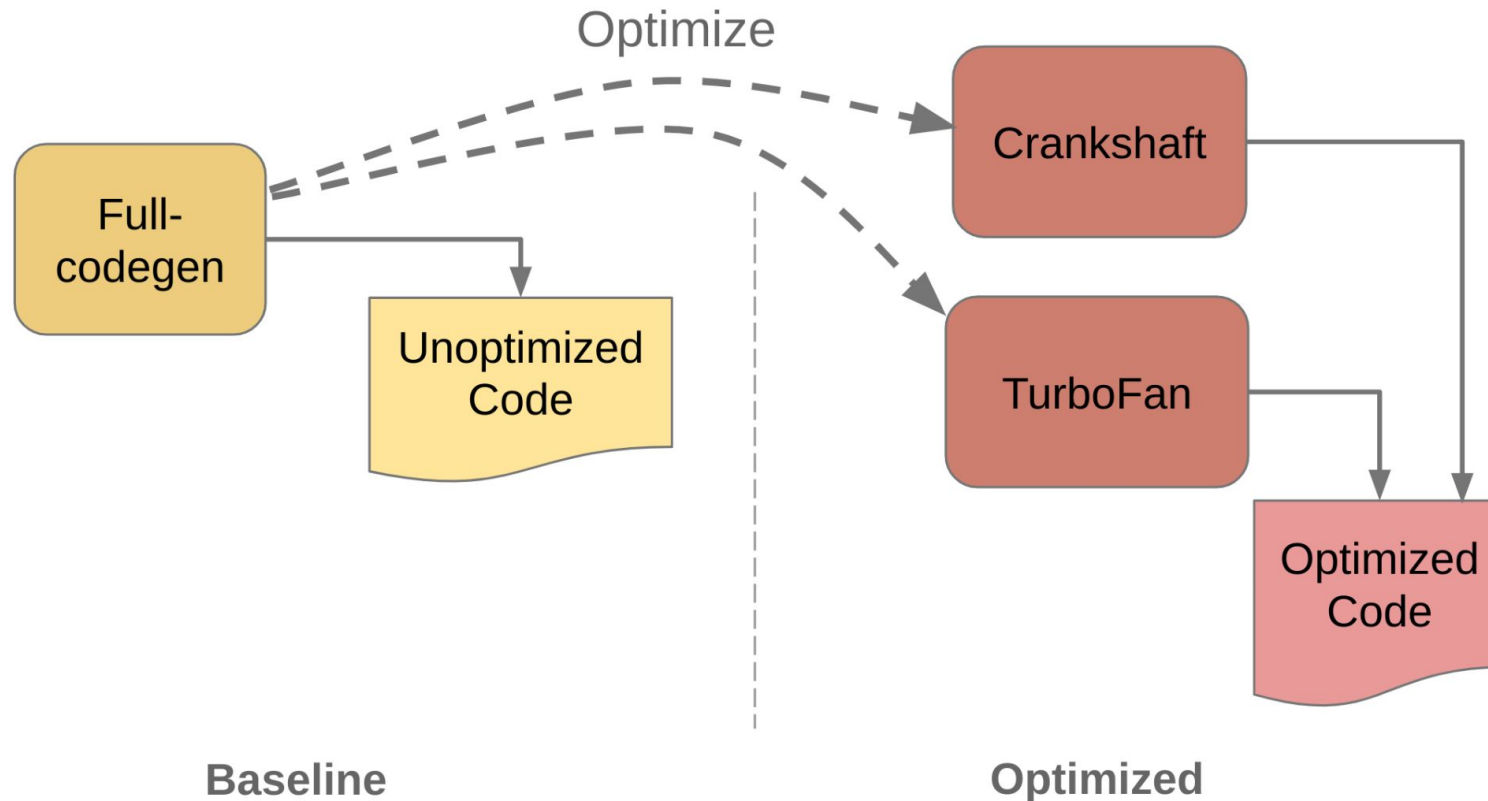 Optimize
Crankshaft
Full-
codegen
Unoptimized
Code
TurboFan
Optimized
Code
Baseline
Optimized